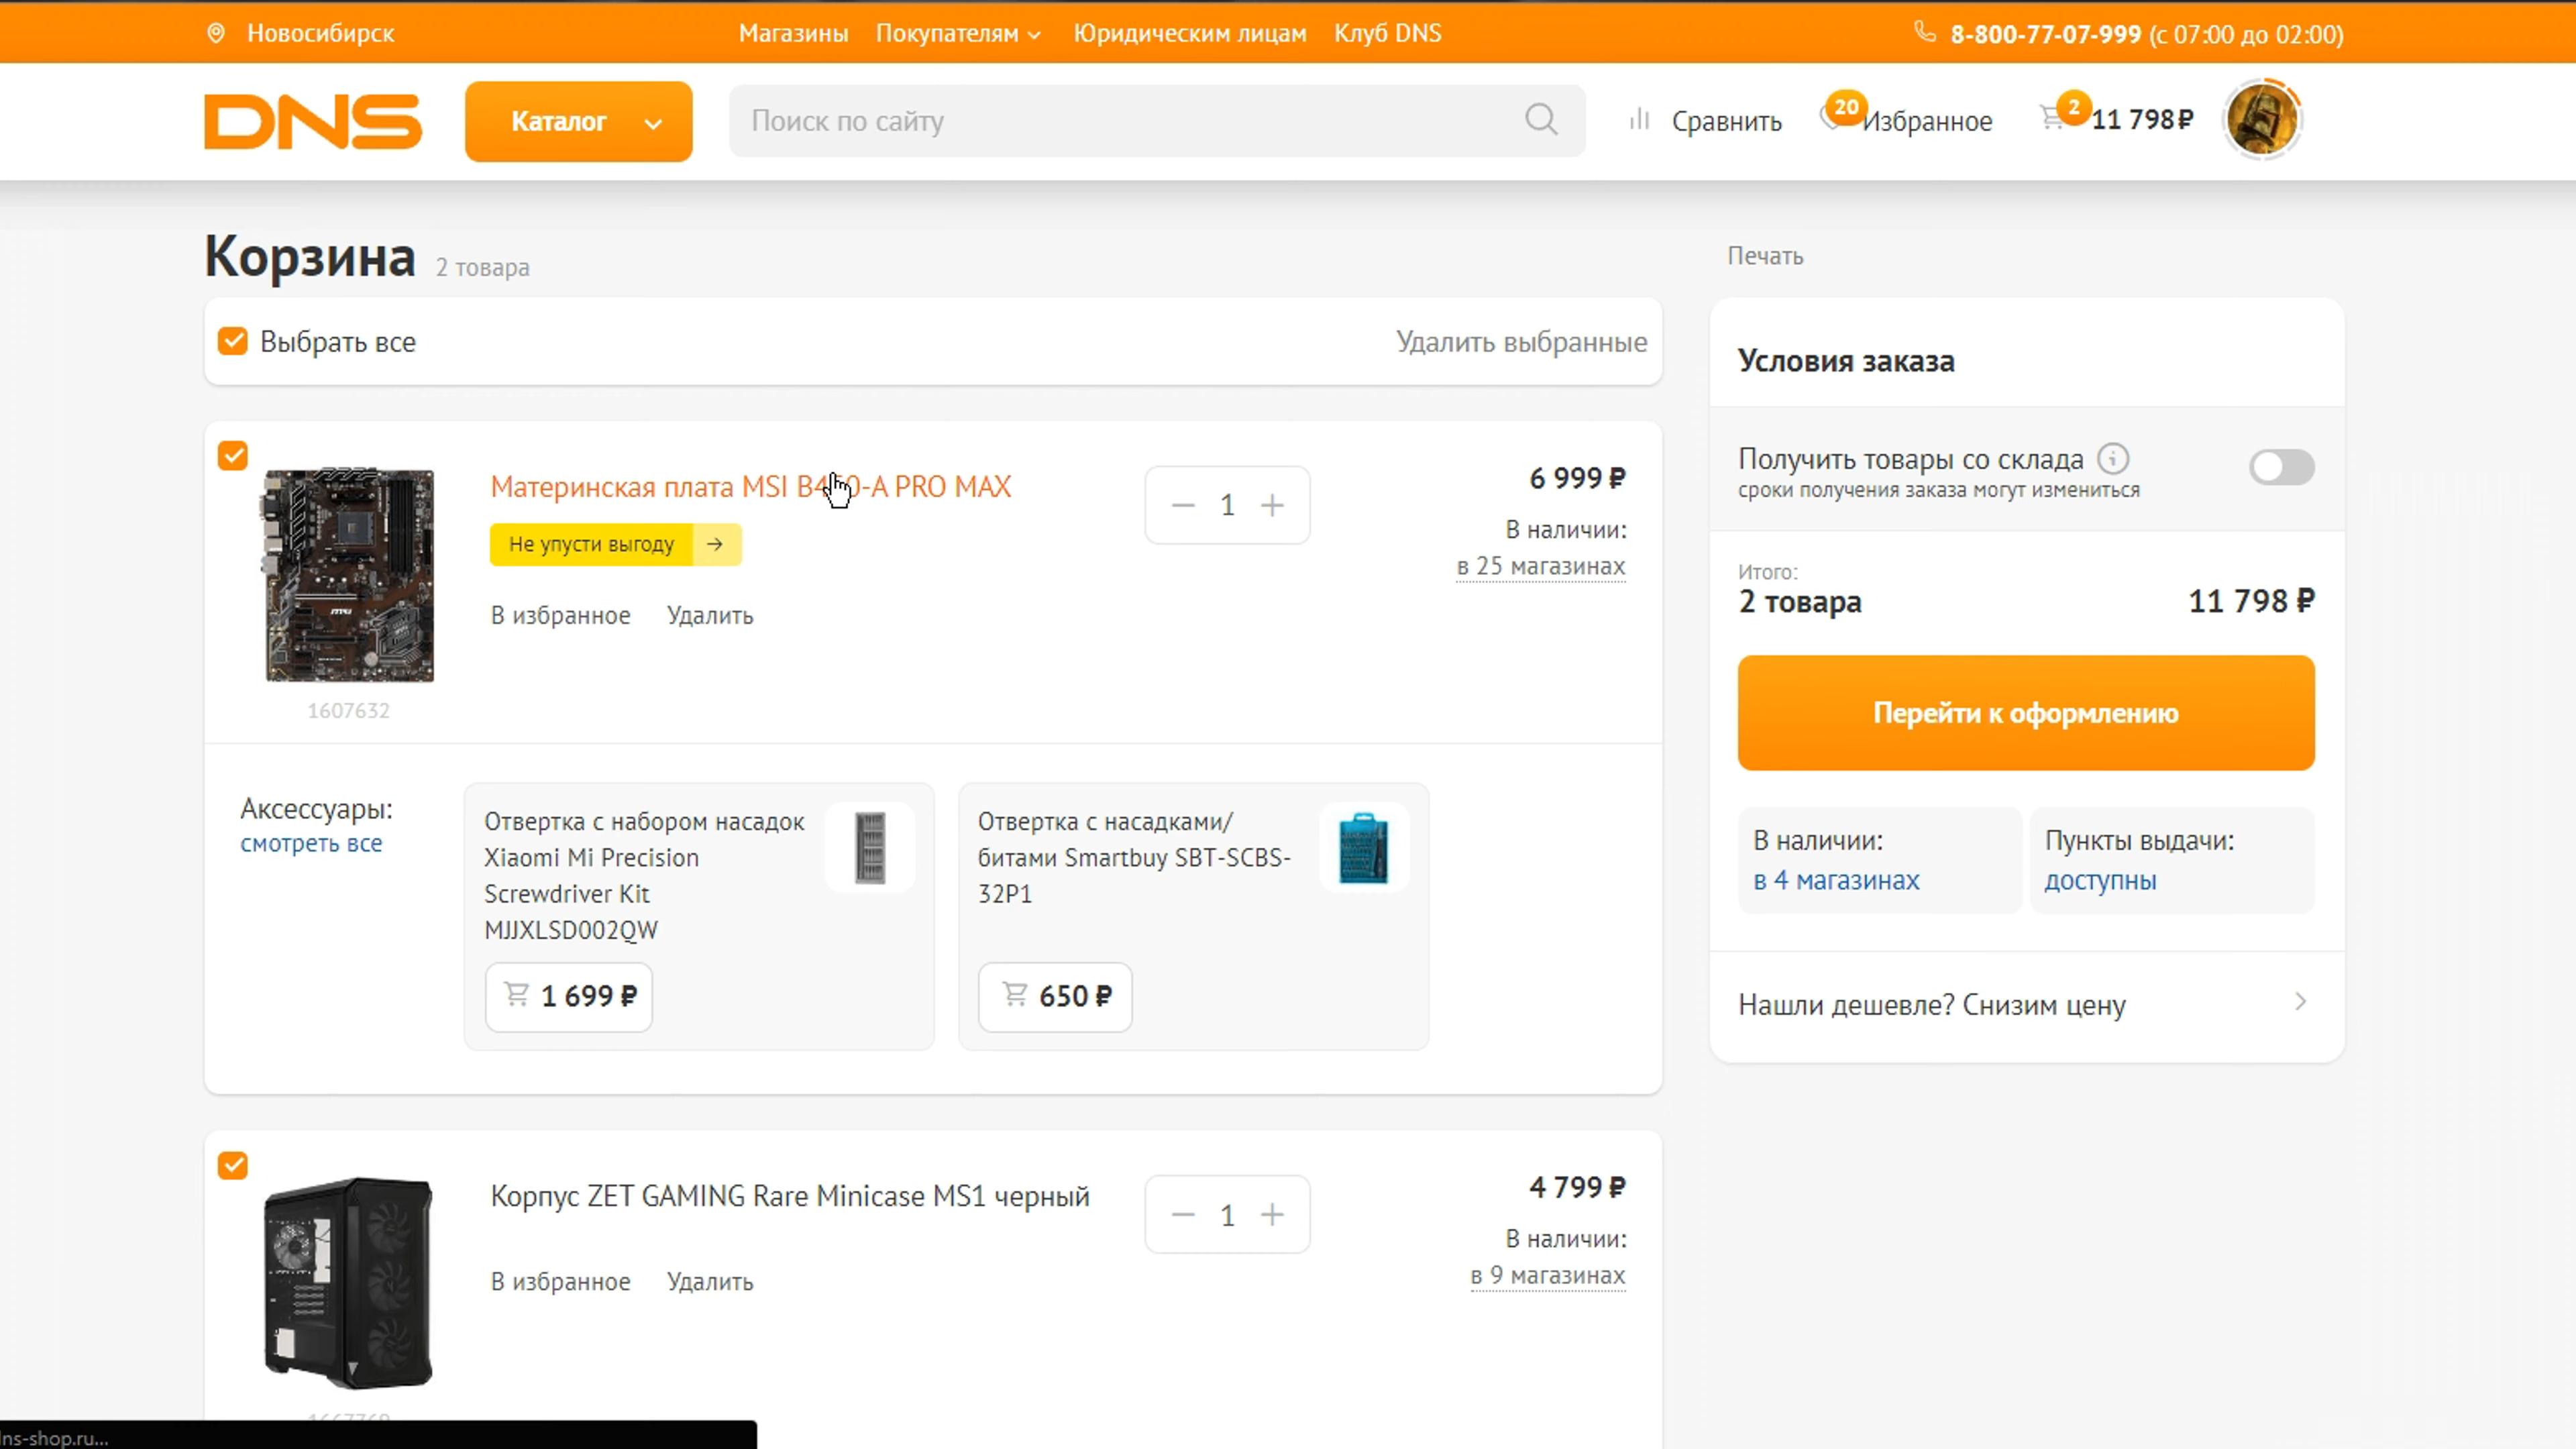 Новосибирск
Магазины Покупателям Юридическим лицам Клуб DNS
8-800-77-07-999 (с 07:00 до 02:00)
DNS
Каталог
Поиск по сайту
Сравнить
20
Избранное
2
11 798 ₽
Корзина 2 товара
Печать
Выбрать все
Удалить выбранные
Материнская плата MSI B450-A PRO MAX
1
6 999 ₽
Не упусти выгоду →
В наличии:
в 25 магазинах
В избранное Удалить
1607632
Аксессуары:
смотреть все
Отвертка с набором насадок
Xiaomi Mi Precision
Screwdriver Kit
MJJXLSD002QW
1 699 ₽
Отвертка с насадками/
битами Smartbuy SBT-SCBS-
32P1
650 ₽
Корпус ZET GAMING Rare Minicase MS1 черный
1
4 799 ₽
В наличии:
в 9 магазинах
В избранное Удалить
Условия заказа
Получить товары со склада
сроки получения заказа могут измениться
Итого:
2 товара
11 798 ₽
Перейти к оформлению
В наличии:
в 4 магазинах
Пункты выдачи:
доступны
Нашли дешевле? Снизим цену
ns-shop.ru...